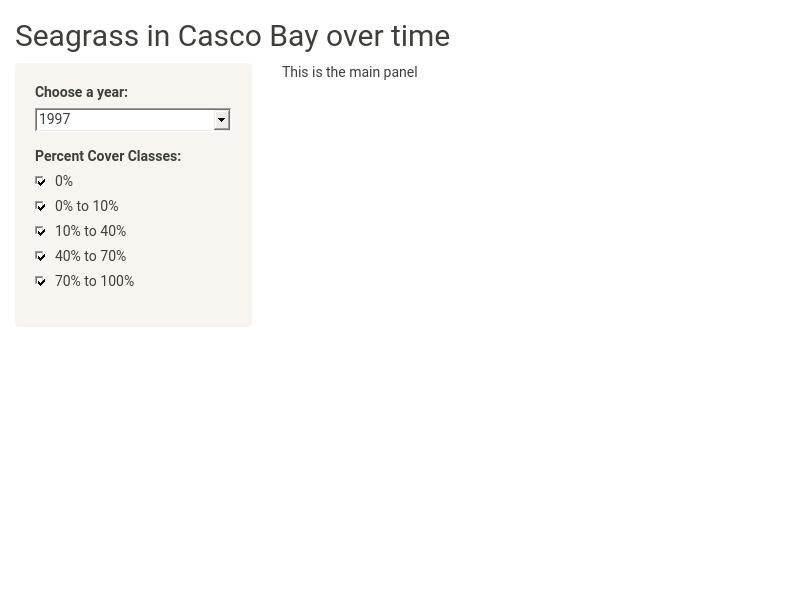 Seagrass in Casco Bay over time
Choose a year:
1997
Percent Cover Classes:
0%
0% to 10%
10% to 40%
40% to 70%
70% to 100%
This is the main panel